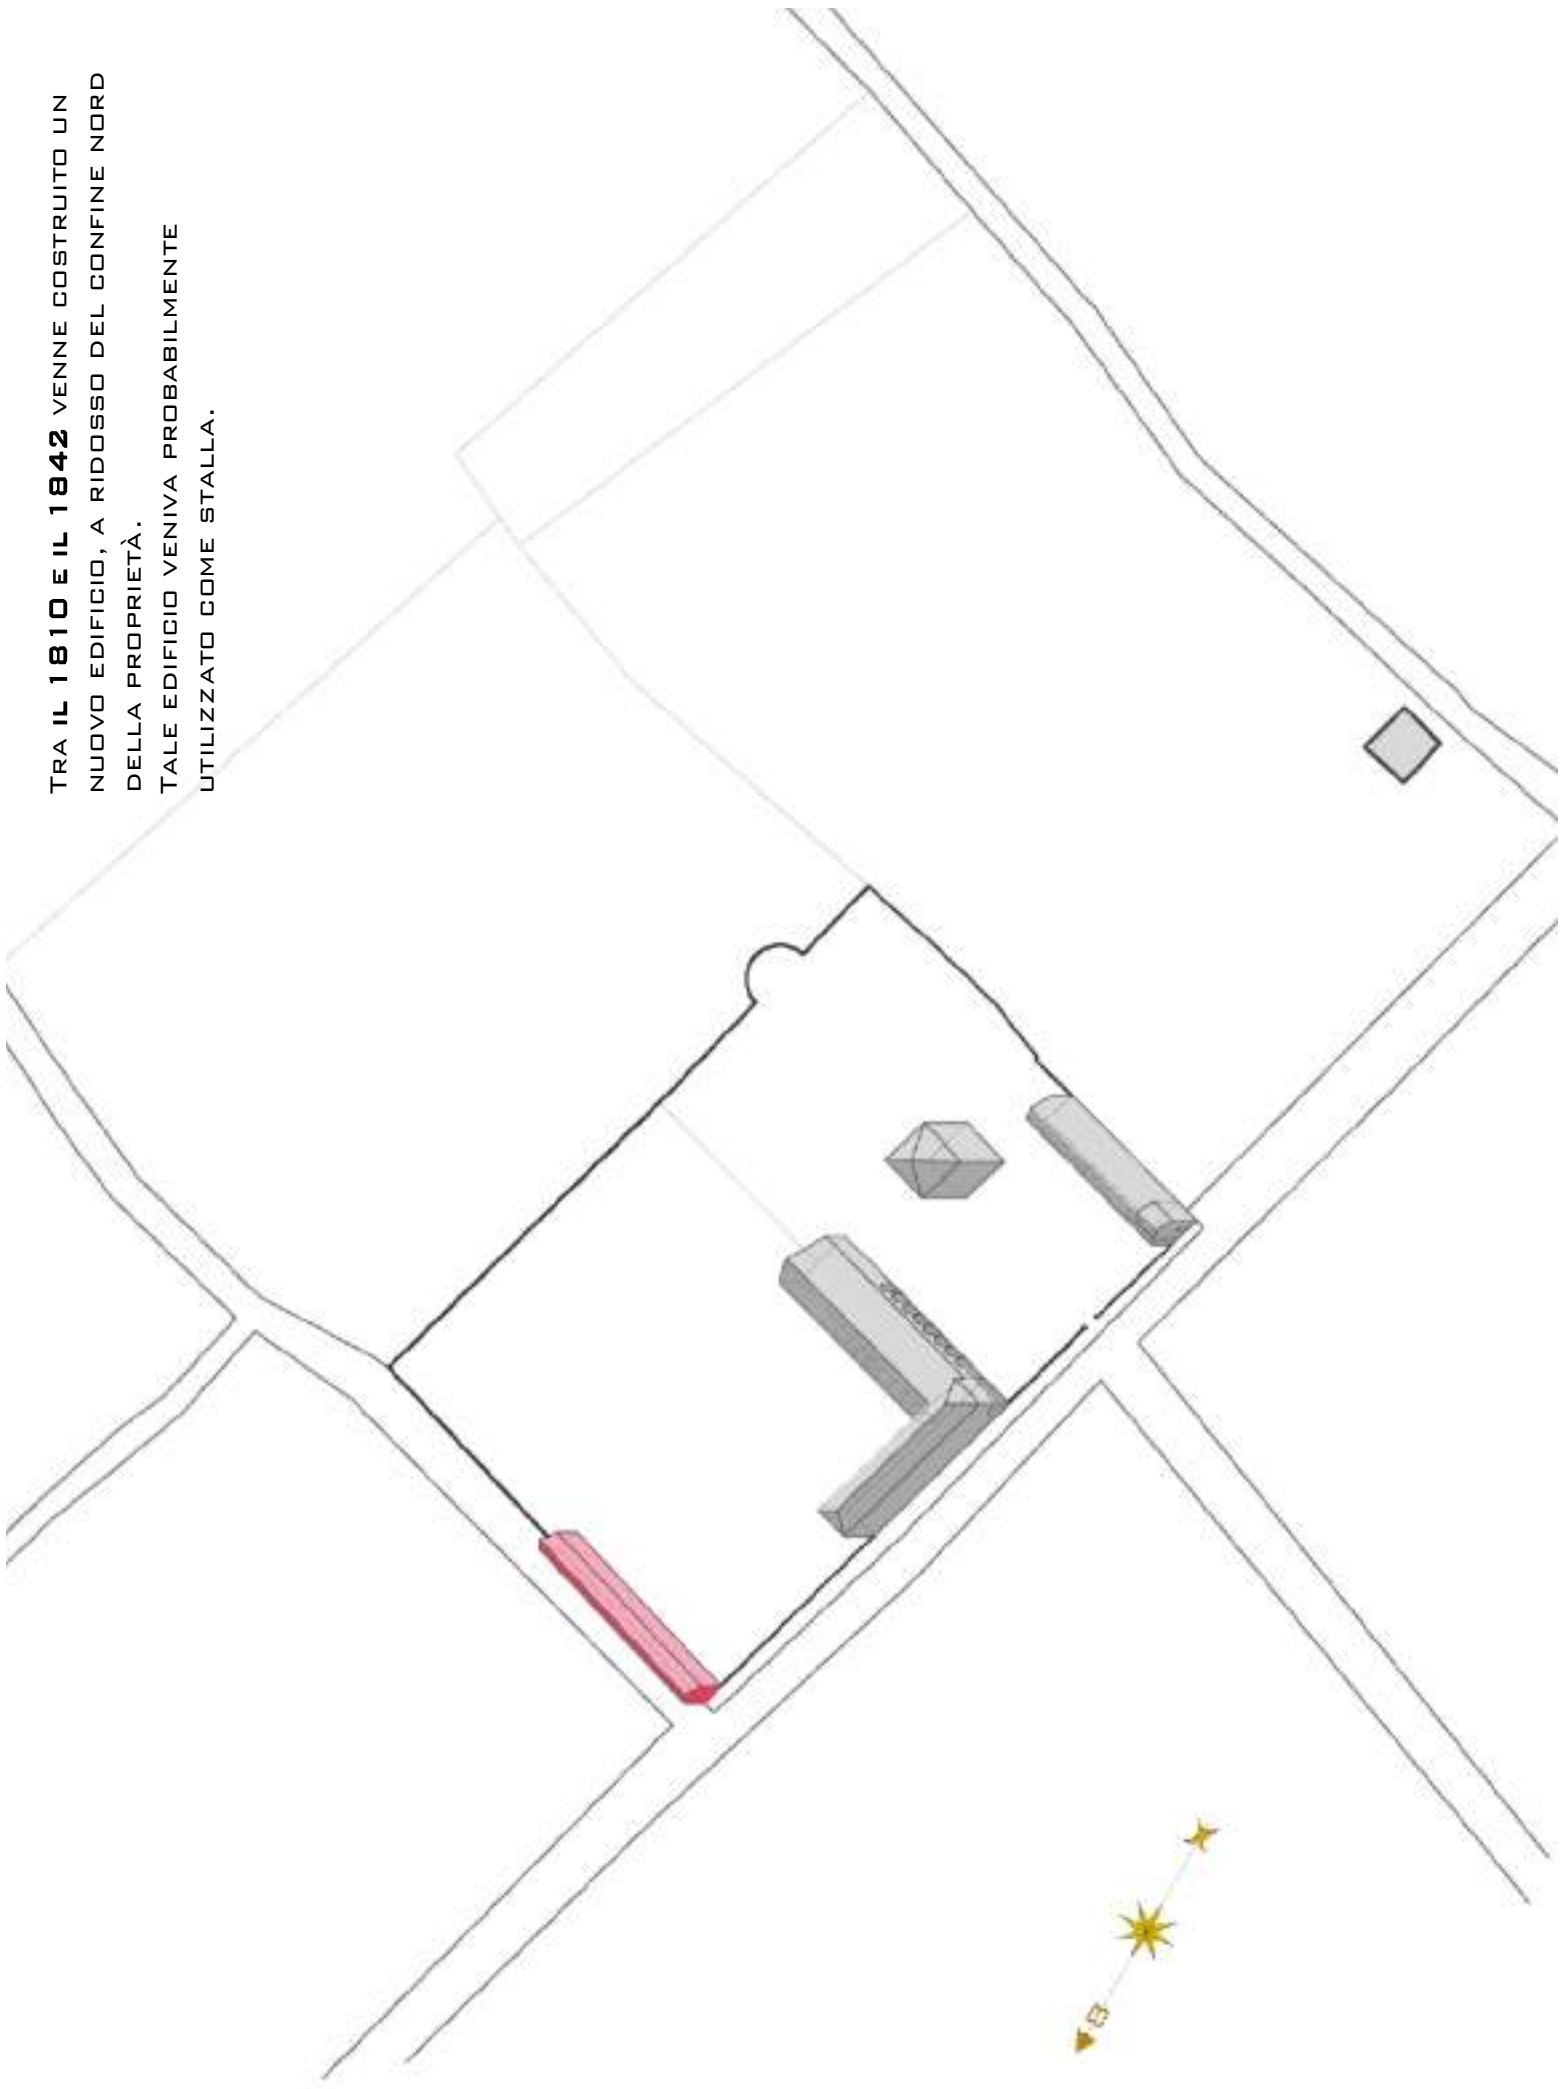 Tra il 1810 e il 1842 venne costruito un
nuovo edificio, a ridosso del confine nord
della proprietà.
Tale edificio veniva probabilmente
utilizzato come stalla.